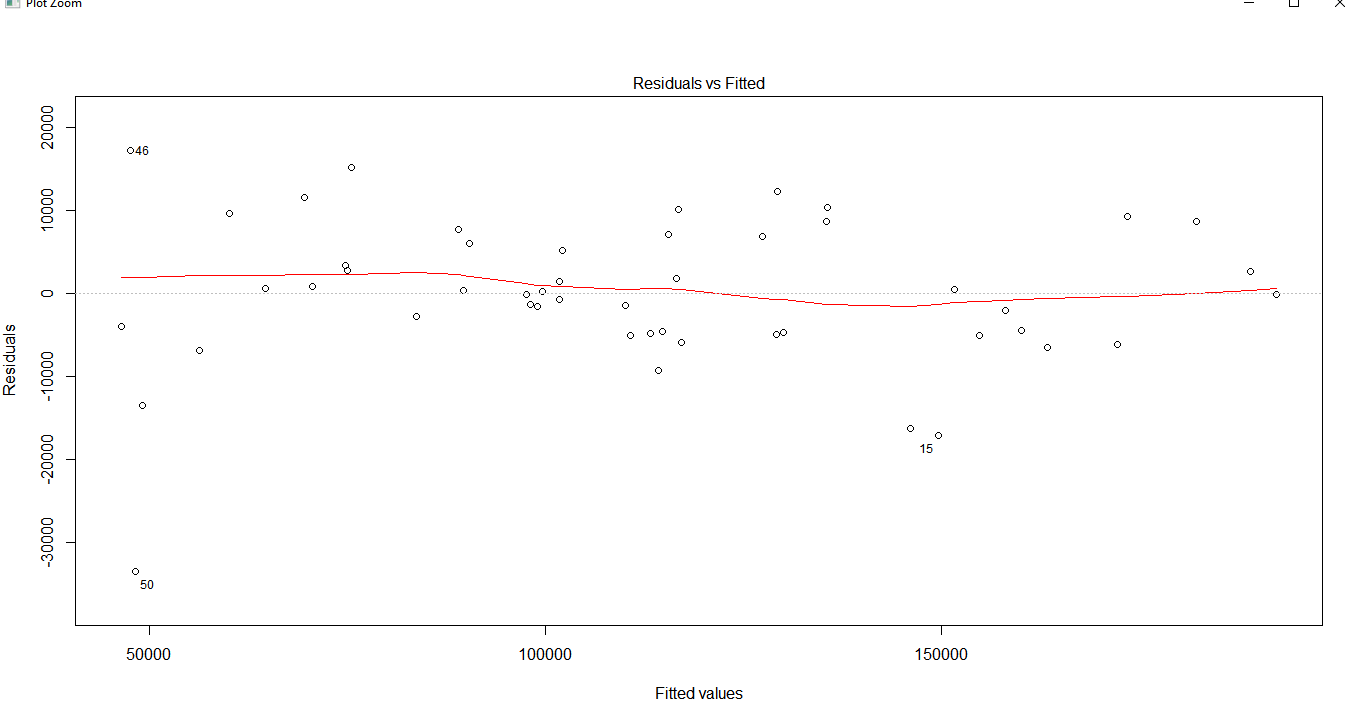 Plot Zoom
Residuals vs Fitted
20000
10000
0
-10000
-20000
-30000
Residuals
46
15
50
50000 100000 150000
Fitted values